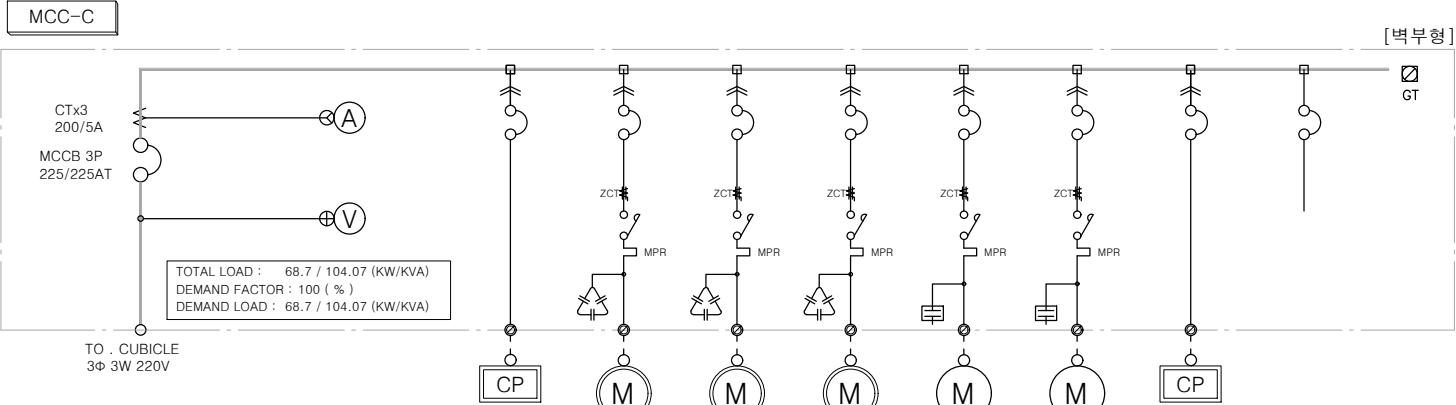 MCC-C
[벽부형]
GT
CTx3
200/5A
A
MCCB 3P
225/225AT
V
ZCT
ZCT
ZCT
ZCT
ZCT
MPR
MPR
MPR
MPR
MPR
TOTAL LOAD : 68.7 / 104.07 (KW/KVA)
DEMAND FACTOR : 100 ( % )
DEMAND LOAD : 68.7 / 104.07 (KW/KVA)
TO . CUBICLE
3Φ 3W 220V
CP
M
M
M
M
M
CP